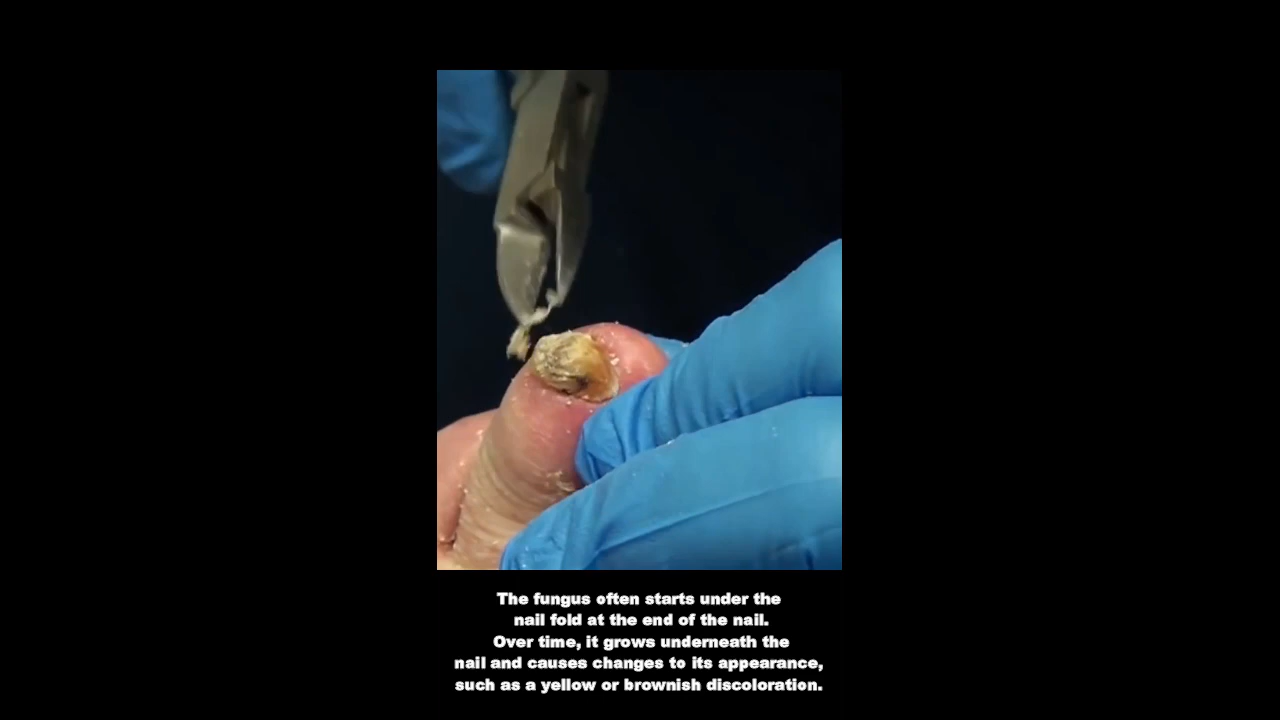 The fungus often starts under the
nail fold at the end of the nail.
Over time, it grows underneath the
nail and causes changes to its appearance,
such as a yellow or brownish discoloration.